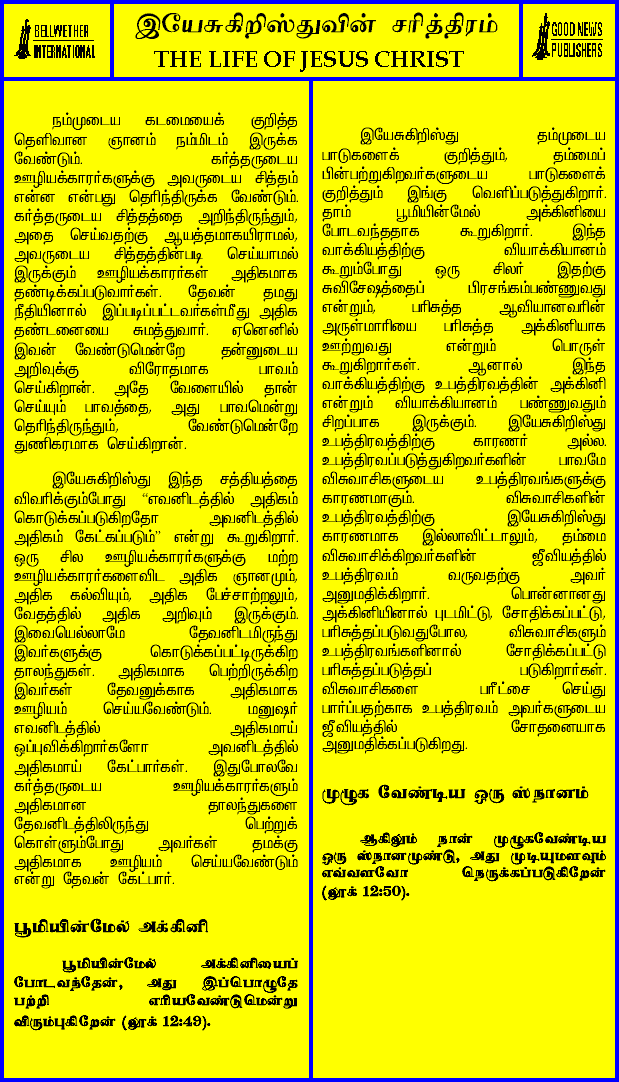 BELLWETHER
INTERNATIONAL
இயேசுகிறிஸ்துவின் சரித்திரம்
THE LIFE OF JESUS CHRIST
GOOD NEWS
PUBLISHERS
நம்முடைய கடமையைக் குறித்த
தெளிவான ஞானம் நம்மிடம் இருக்க
வேண்டும். கர்த்தருடைய
ஊழியக்காரர்களுக்கு அவருடைய சித்தம்
என்ன என்பது தெரிந்திருக்க வேண்டும்.
கர்த்தருடைய சித்தத்தை அறிந்திருந்தும்,
அதை செய்வதற்கு ஆயத்தமாகயிராமல்,
அவருடைய சித்தத்தின்படி செய்யாமல்
இருக்கும் ஊழியக்காரர்கள் அதிகமாக
தண்டிக்கப்படுவார்கள். தேவன் தமது
நீதியினால் இப்படிப்பட்டவர்கள்மீது அதிக
தண்டனையை சுமத்துவார். ஏனெனில்
இவன் வேண்டுமென்றே தன்னுடைய
அறிவுக்கு விரோதமாக பாவம்
செய்கிறான். அதே வேளையில் தான்
செய்யும் பாவத்தை, அது பாவமென்று
தெரிந்திருந்தும், வேண்டுமென்றே
துணிகரமாக செய்கிறான்.
இயேசுகிறிஸ்து இந்த சத்தியத்தை
விவரிக்கும்போது “எவனிடத்தில் அதிகம்
கொடுக்கப்படுகிறதோ அவனிடத்தில்
அதிகம் கேட்கப்படும்” என்று கூறுகிறார்.
ஒரு சில ஊழியக்காரர்களுக்கு மற்ற
ஊழியக்காரர்களைவிட அதிக ஞானமும்,
அதிக கல்வியும், அதிக பேச்சாற்றலும்,
வேதத்தில் அதிக அறிவும் இருக்கும்.
இவையெல்லாமே தேவனிடமிருந்து
இவர்களுக்கு கொடுக்கப்பட்டிருக்கிற
தாலந்துகள். அதிகமாக பெற்றிருக்கிற
இவர்கள் தேவனுக்காக அதிகமாக
ஊழியம் செய்யவேண்டும். மனுஷர்
எவனிடத்தில் அதிகமாய்
ஒப்புவிக்கிறார்களோ அவனிடத்தில்
அதிகமாய் கேட்பார்கள். இதுபோலவே
கர்த்தருடைய ஊழியக்காரர்களும்
அதிகமான தாலந்துகளை
தேவனிடத்திலிருந்து பெற்றுக்
கொள்ளும்போது அவர்கள் தமக்கு
அதிகமாக ஊழியம் செய்யவேண்டும்
என்று தேவன் கேட்பார்.
பூமியின்மேல் அக்கினி
பூமியின்மேல் அக்கினியைப்
போடவந்தேன், அது இப்பொழுதே
பற்றி எரியவேண்டுமென்று
விரும்புகிறேன் (லூக் 12:49).
இயேசுகிறிஸ்து தம்முடைய
பாடுகளைக் குறித்தும், தம்மைப்
பின்பற்றுகிறவர்களுடைய பாடுகளைக்
குறித்தும் இங்கு வெளிப்படுத்துகிறார்.
தாம் பூமியின்மேல் அக்கினியை
போடவந்ததாக கூறுகிறார். இந்த
வாக்கியத்திற்கு வியாக்கியானம்
கூறும்போது ஒரு சிலர் இதற்கு
சுவிசேஷத்தைப் பிரசங்கம்பண்ணுவது
என்றும், பரிசுத்த ஆவியானவரின்
அருள்மாரியை பரிசுத்த அக்கினியாக
ஊற்றுவது என்றும் பொருள்
கூறுகிறார்கள். ஆனால் இந்த
வாக்கியத்திற்கு உபத்திரவத்தின் அக்கினி
என்றும் வியாக்கியானம் பண்ணுவதும்
சிறப்பாக இருக்கும். இயேசுகிறிஸ்து
உபத்திரவத்திற்கு காரணர் அல்ல.
உபத்திரவப்படுத்துகிறவர்களின் பாவமே
விசுவாசிகளுடைய உபத்திரவங்களுக்கு
காரணமாகும். விசுவாசிகளின்
உபத்திரவத்திற்கு இயேசுகிறிஸ்து
காரணமாக இல்லாவிட்டாலும், தம்மை
விசுவாசிக்கிறவர்களின் ஜீவியத்தில்
உபத்திரவம் வருவதற்கு அவர்
அனுமதிக்கிறார். பொன்னானது
அக்கினியினால் புடமிட்டு, சோதிக்கப்பட்டு,
பரிசுத்தப்படுவதுபோல, விசுவாசிகளும்
உபத்திரவங்களினால் சோதிக்கப்பட்டு
பரிசுத்தப்படுத்தப் படுகிறார்கள்.
விசுவாசிகளை பரீட்சை செய்து
பார்ப்பதற்காக உபத்திரவம் அவர்களுடைய
ஜீவியத்தில் சோதனையாக
அனுமதிக்கப்படுகிறது.
முழுக வேண்டிய ஒரு ஸ்நானம்
ஆகிலும் நான் முழுகவேண்டிய
ஒரு ஸ்நானமுண்டு, அது முடியுமளவும்
எவ்வளவோ நெருக்கப்படுகிறேன்
(லூக் 12:50).